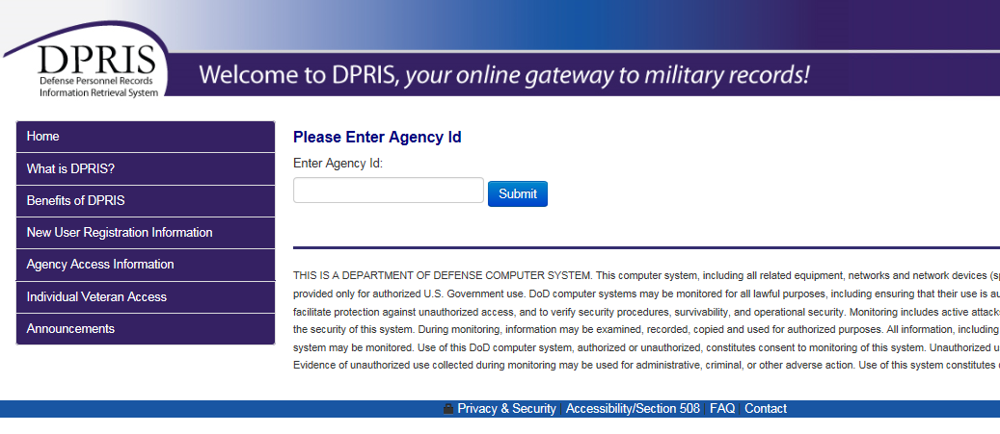 DPRIS
Defense Personnel Records
Information Retrieval System
Welcome to DPRIS, your online gateway to military records!
Home
What is DPRIS?
Benefits of DPRIS
New User Registration Information
Agency Access Information
Individual Veteran Access
Announcements
Please Enter Agency Id
Enter Agency Id:
Submit
THIS IS A DEPARTMENT OF DEFENSE COMPUTER SYSTEM. This computer system, including all related equipment, networks and network devices (sp
provided only for authorized U.S. Government use. DoD computer systems may be monitored for all lawful purposes, including ensuring that their use is au
facilitate protection against unauthorized access, and to verify security procedures, survivability, and operational security. Monitoring includes active attacks
the security of this system. During monitoring, information may be examined, recorded, copied and used for authorized purposes. All information, including
system may be monitored. Use of this DoD computer system, authorized or unauthorized, constitutes consent to monitoring of this system. Unauthorized u
Evidence of unauthorized use collected during monitoring may be used for administrative, criminal, or other adverse action. Use of this system constitutes
Privacy & Security | Accessibility/Section 508 | FAQ | Contact